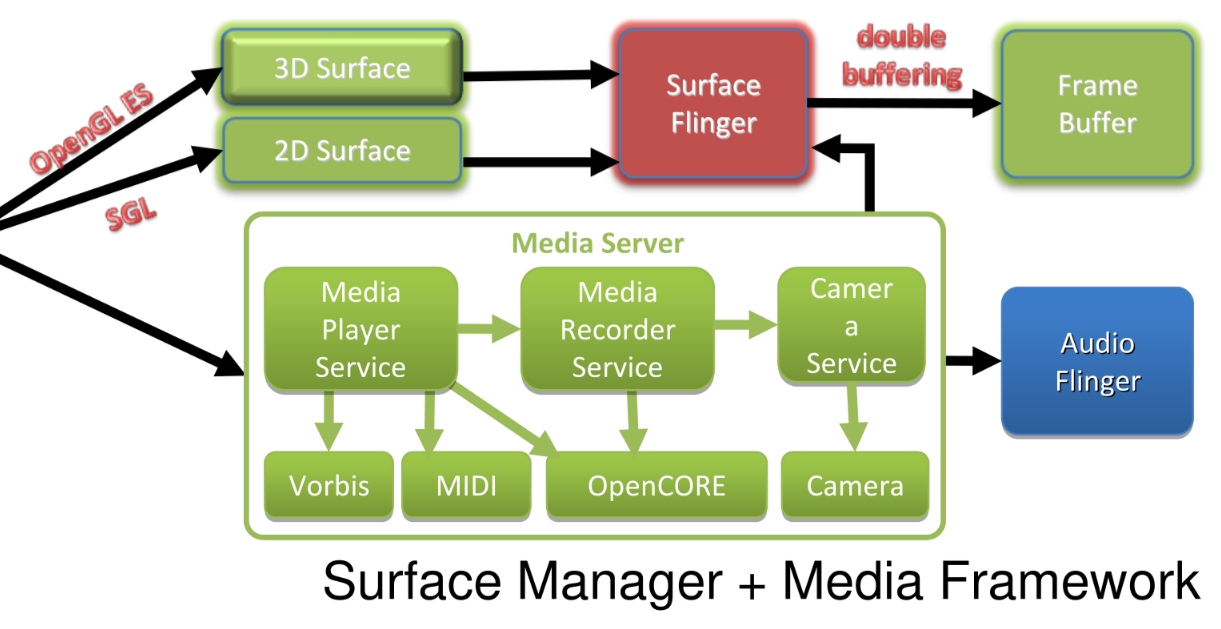 OpenGL ES
SGL
3D Surface
2D Surface
Surface
Flinger
double
buffering
Frame
Buffer
Media Server
Media
Player
Service
Media
Recorder
Service
Camer
a
Service
Vorbis
MIDI
OpenCORE
Camera
Audio
Flinger
Surface Manager + Media Framework